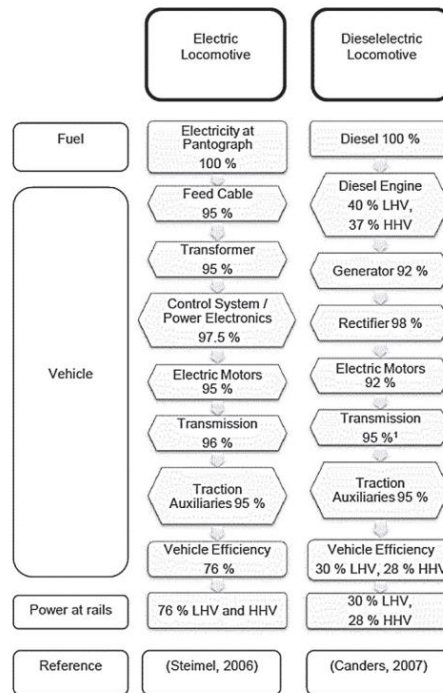 Electric
Locomotive
Dieselelectric
Locomotive
Fuel
Electricity at
Pantograph
100 %
Diesel 100 %
Vehicle
Feed Cable
95 %
Transformer
95 %
Control System /
Power Electronics
97.5 %
Electric Motors
95 %
Transmission
96 %
Traction
Auxiliaries 95 %
Vehicle Efficiency
76 %
Diesel Engine
40 % LHV,
37 % HHV
Generator 92 %
Rectifier 98 %
Electric Motors
92 %
Transmission
95 %¹
Traction
Auxiliaries 95 %
Vehicle Efficiency
30 % LHV, 28 % HHV
Power at rails
76 % LHV and HHV
30 % LHV,
28 % HHV
Reference
(Steimel, 2006)
(Canders, 2007)